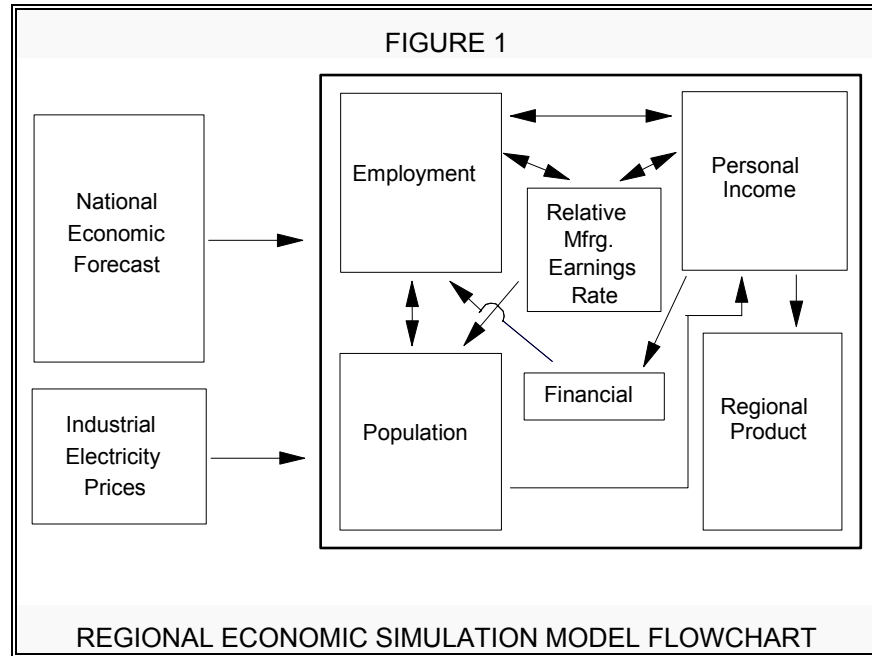 FIGURE 1
National
Economic
Forecast
Industrial
Electricity
Prices
Employment
Personal
Income
Relative
Mfrg.
Earnings
Rate
Population
Financial
Regional
Product
REGIONAL ECONOMIC SIMULATION MODEL FLOWCHART